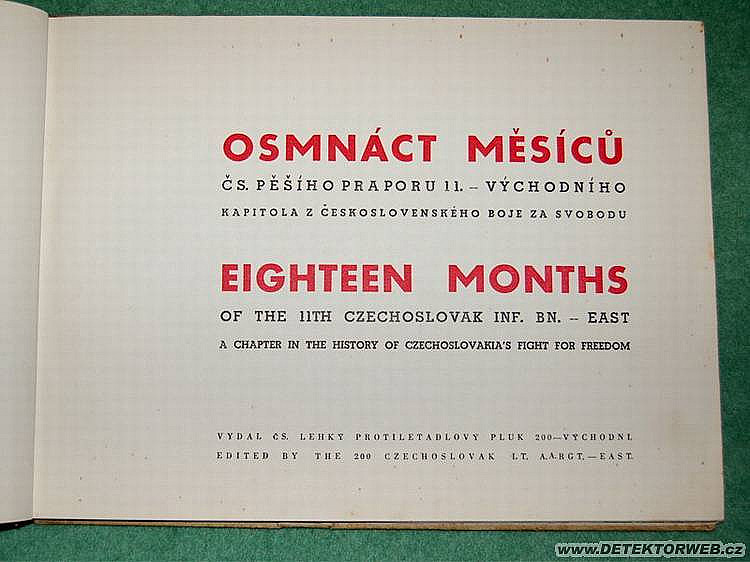 OSMNÁCT MĚSÍCŮ
ČS. PĚŠÍHO PRAPORU 11. – VÝCHODNÍHO
KAPITOLA Z ČESKOSLOVENSKÉHO BOJE ZA SVOBODU
EIGHTEEN MONTHS
OF THE 11TH CZECHOSLOVAK INF. BN. – EAST
A CHAPTER IN THE HISTORY OF CZECHOSLOVAKIA'S FIGHT FOR FREEDOM
VYDAL ČS. LEHKÝ PROTILETADLOVÝ PLUK 200—VÝCHODNÍ.
EDITED BY THE 200 CZECHOSLOVAK LT. A.A.RGT.—EAST.
www.DETEKTORWEB.cz